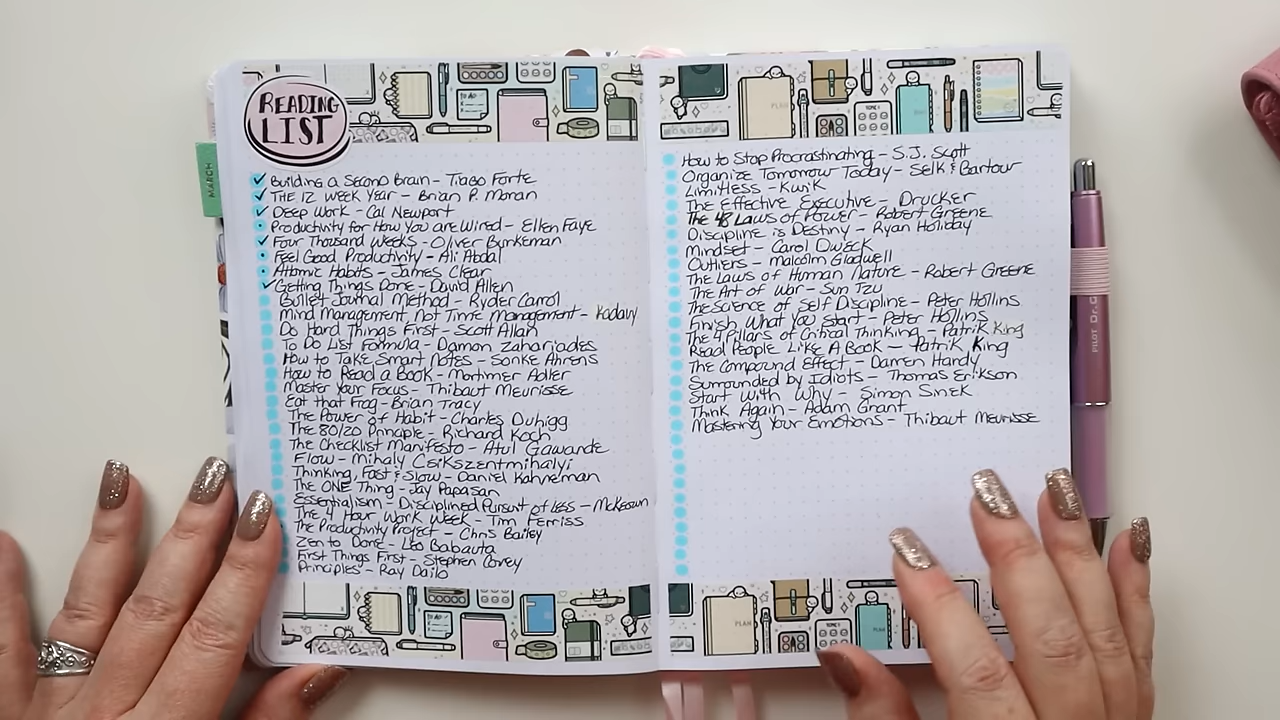 READING
LIST
MARCH
Building a Second Brain - Tiago Forte
The 12 Week Year - Brian P. Moran
Deep Work - Cal Newport
Productivity for How You are Wired - Ellen Faye
Four Thousand Weeks - Oliver Burkeman
Feel Good Productivity - Ali Abdal
Atomic Habits - James Clear
Getting Things Done - David Allen
Bullet Journal Method - Ryder Carrol
Mind Management, Not Time Management - Kadavy
Do Hard Things First - Scott Allan
To Do List Formula - Damon Zahariades
How to Take Smart Notes - Sonke Ahrens
How to Read a Book - Mortimer Adler
Master Your Focus - Thibaut Meurisse
Eat that Frog - Brian Tracy
The Power of Habit - Charles Duhigg
The 80/20 Principle - Richard Koch
The Checklist Manifesto - Atul Gawande
Flow - Mihaly Csikszentmihalyi
Thinking, Fast & Slow - Daniel Kahneman
The ONE Thing - Jay Papasan
Essentialism - Disciplined Pursuit of Less - McKeown
The 4 Hour Work Week - Tim Ferriss
The Productivity Project - Chris Bailey
Zen to Done - Leo Babauta
First Things First - Stephen Covey
Principles - Ray Dailo
How to Stop Procrastinating - S.J. Scott
Organize Tomorrow Today - Selk & Bartow
Limitless - Kwik
The Effective Executive - Drucker
The 48 Laws of Power - Robert Greene
Discipline is Destiny - Ryan Holiday
Mindset - Carol Dweck
Outliers - Malcolm Gladwell
The Laws of Human Nature - Robert Greene
The Art of War - Sun Tzu
The Science of Self Discipline - Peter Hollins
Finish What You Start - Peter Hollins
The 4 Pillars of Critical Thinking - Patrik King
Read People Like A Book - Patrik King
The Compound Effect - Darren Hardy
Surrounded by Idiots - Thomas Erikson
Start With Why - Simon Sinek
Think Again - Adam Grant
Mastering Your Emotions - Thibaut Meurisse
PILOT Dr. G